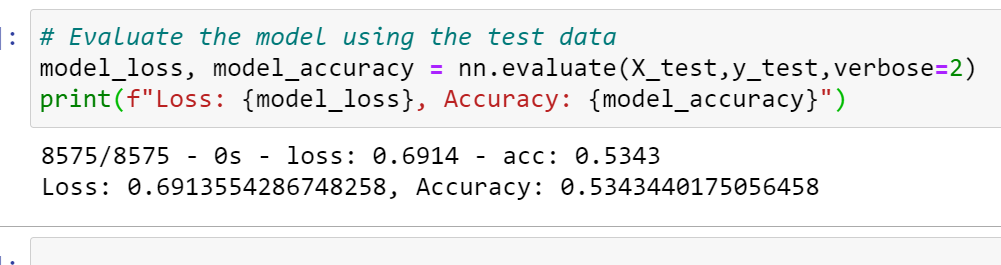 ]:
# Evaluate the model using the test data
model_loss, model_accuracy = nn.evaluate(X_test,y_test,verbose=2)
print(f"Loss: {model_loss}, Accuracy: {model_accuracy}")
8575/8575 - 0s - loss: 0.6914 - acc: 0.5343
Loss: 0.6913554286748258, Accuracy: 0.5343440175056458
]: